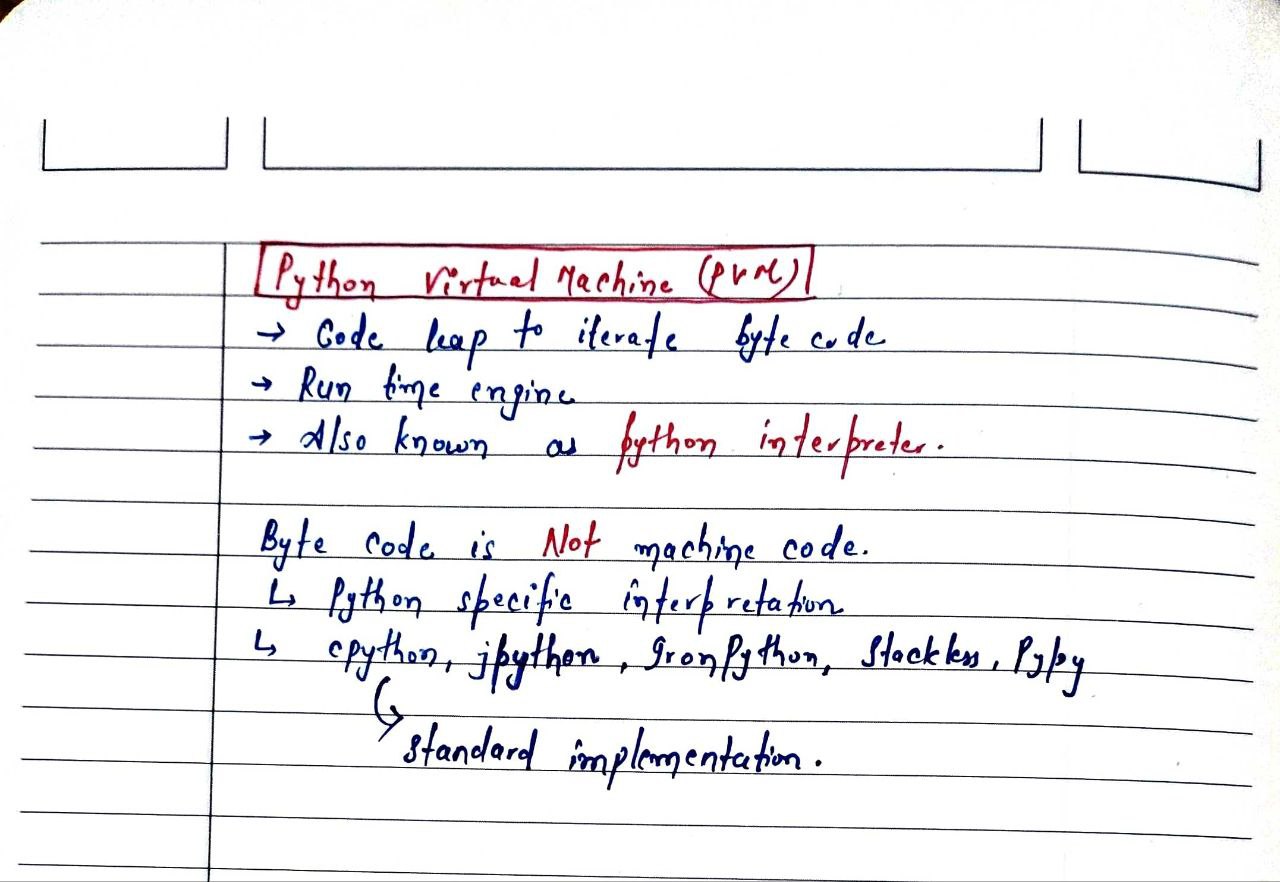 Python Virtual Machine (PVM)
→ Code leap to iterate byte code
→ Run time engine
→ Also known as python interpreter.
Byte code is Not machine code.
↳ Python specific interpretation
↳ cpython, jpython, IronPython, Stackless, Pypy
Standard implementation.